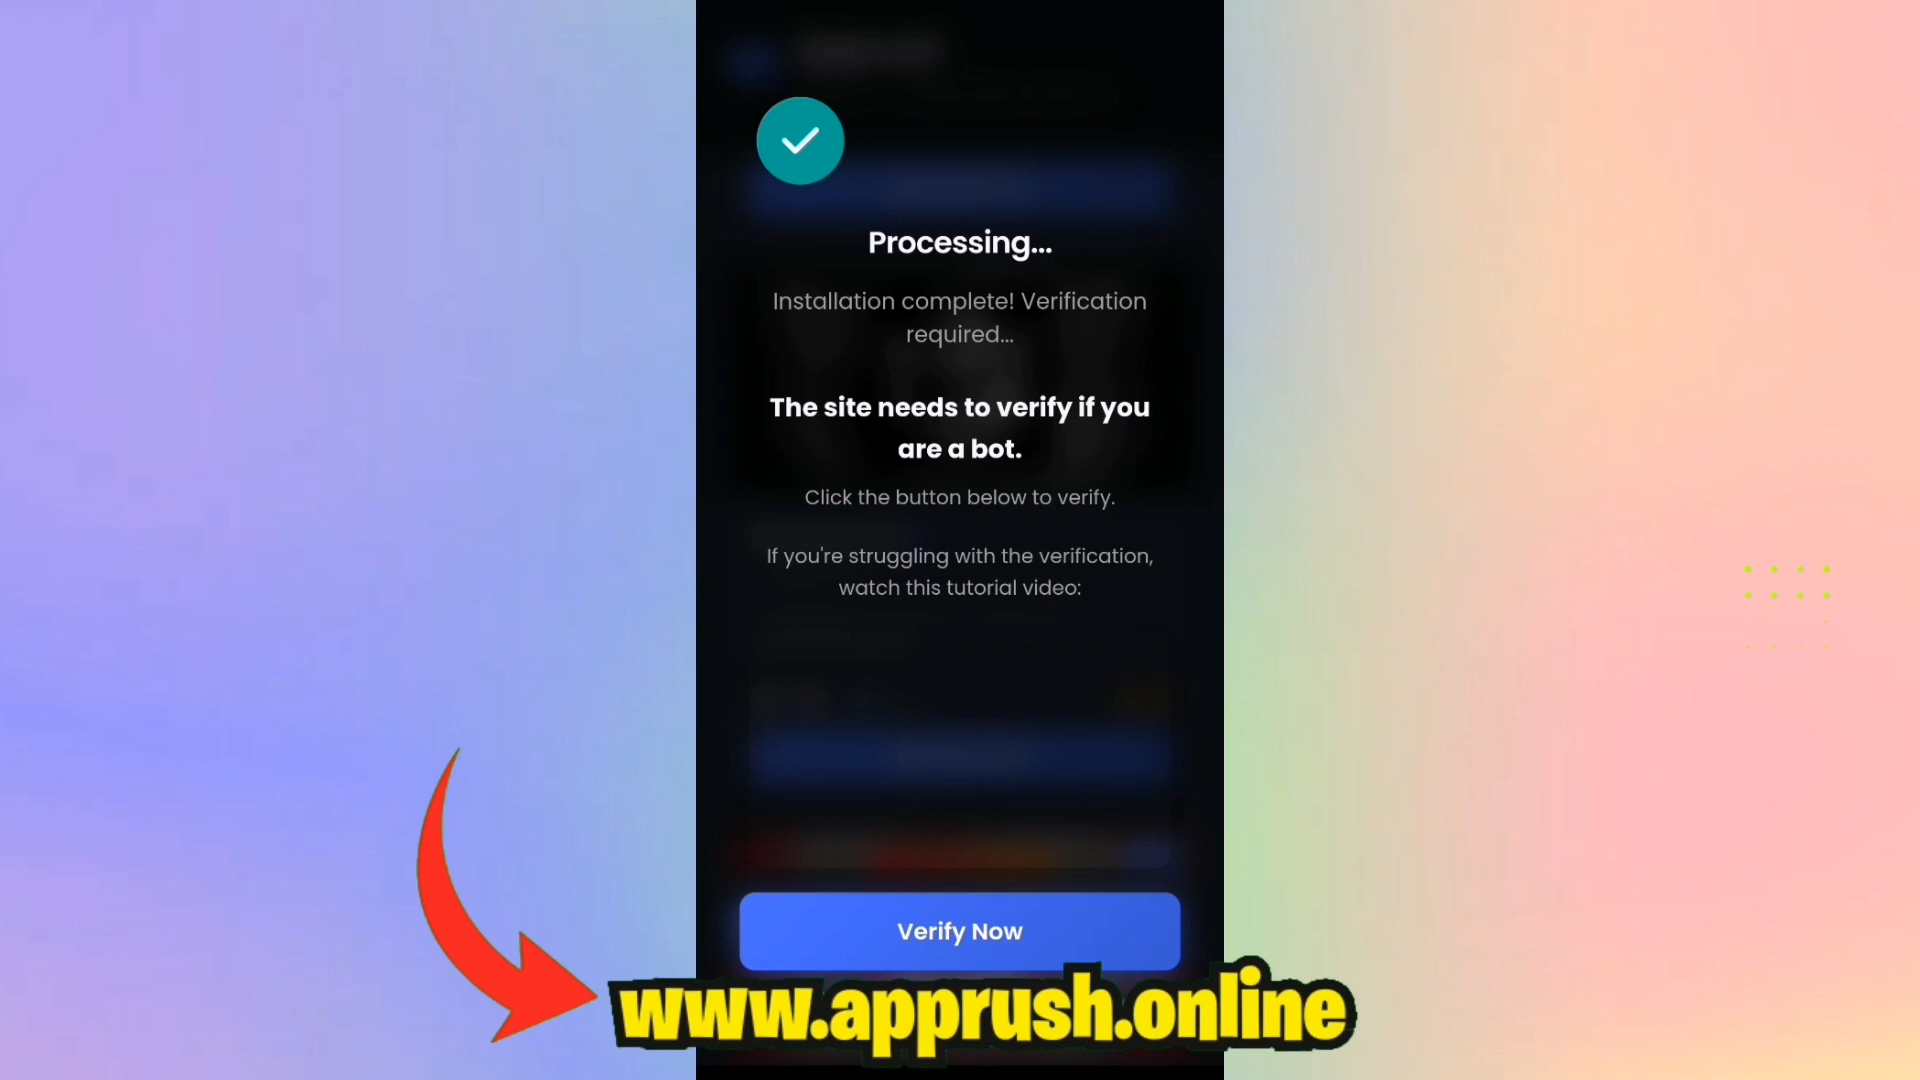 Processing...
Installation complete! Verification
required...
The site needs to verify if you
are a bot.
Click the button below to verify.
If you're struggling with the verification,
watch this tutorial video:
Verify Now
www.apprush.online